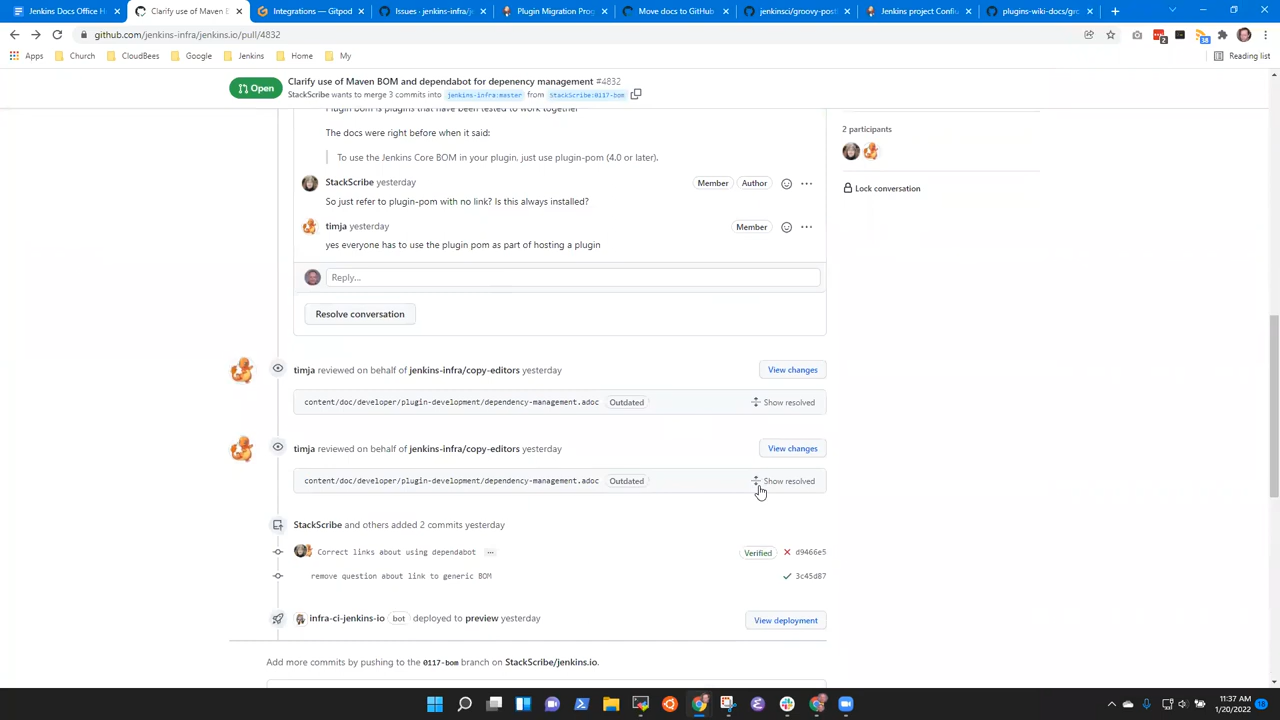 Jenkins Docs Office H
Clarify use of Maven B
Integrations — Gitpod
Issues · jenkins-infra/je
Plugin Migration Prog
Move docs to GitHub
jenkinsci/groovy-post
Jenkins project Confi
plugins-wiki-docs/gro
github.com/jenkins-infra/jenkins.io/pull/4832
Apps
Church
CloudBees
Google
Jenkins
Home
My
Reading list
Open
Clarify use of Maven BOM and dependabot for depenency management #4832
StackScribe wants to merge 3 commits into jenkins-infra:master from StackScribe:0117-bom
Plugin bom is plugins that have been tested to work together
The docs were right before when it said:
To use the Jenkins Core BOM in your plugin, just use plugin-pom (4.0 or later).
StackScribe yesterday
Member
Author
So just refer to plugin-pom with no link? Is this always installed?
timja yesterday
Member
yes everyone has to use the plugin pom as part of hosting a plugin
Reply...
Resolve conversation
2 participants
Lock conversation
timja reviewed on behalf of jenkins-infra/copy-editors yesterday
View changes
content/doc/developer/plugin-development/dependency-management.adoc
Outdated
Show resolved
timja reviewed on behalf of jenkins-infra/copy-editors yesterday
View changes
content/doc/developer/plugin-development/dependency-management.adoc
Outdated
Show resolved
StackScribe and others added 2 commits yesterday
Correct links about using dependabot ...
Verified
d9466e5
remove question about link to generic BOM
3c45d87
infra-ci-jenkins-io bot deployed to preview yesterday
View deployment
Add more commits by pushing to the 0117-bom branch on StackScribe/jenkins.io.
11:37 AM
1/20/2022